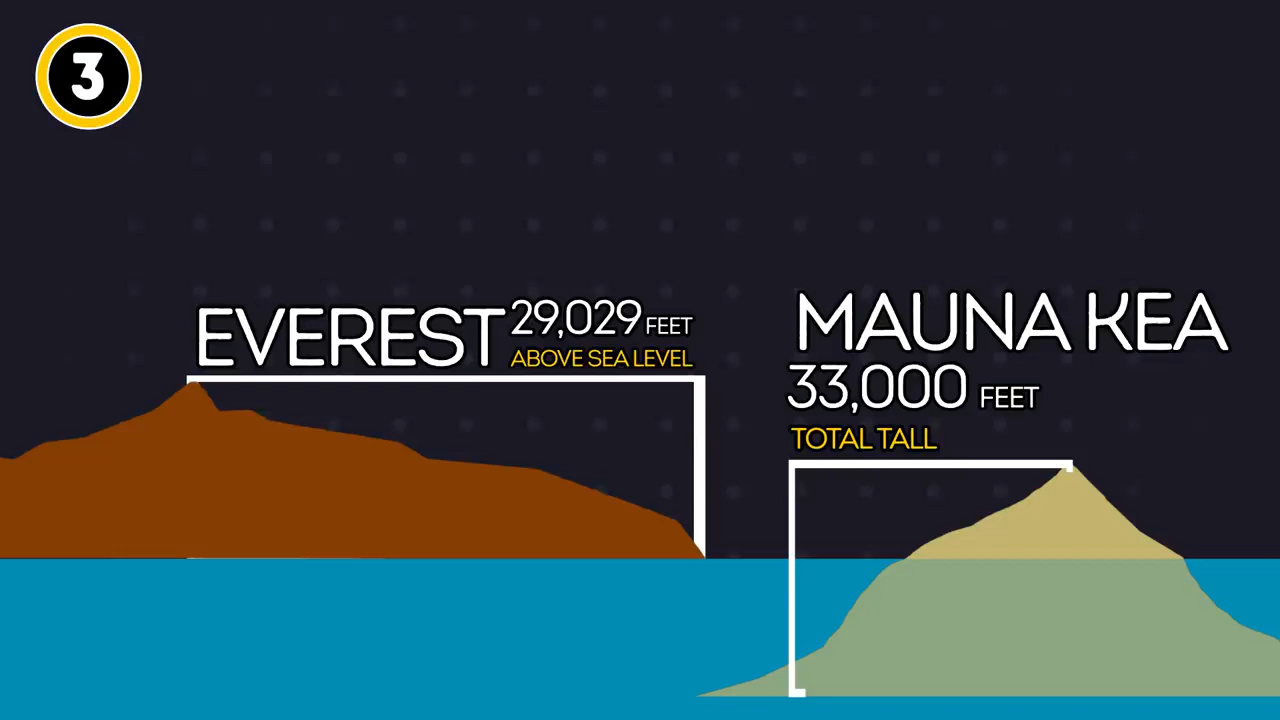 3
EVEREST 29,029 FEET
ABOVE SEA LEVEL
MAUNA KEA
33,000 FEET
TOTAL TALL